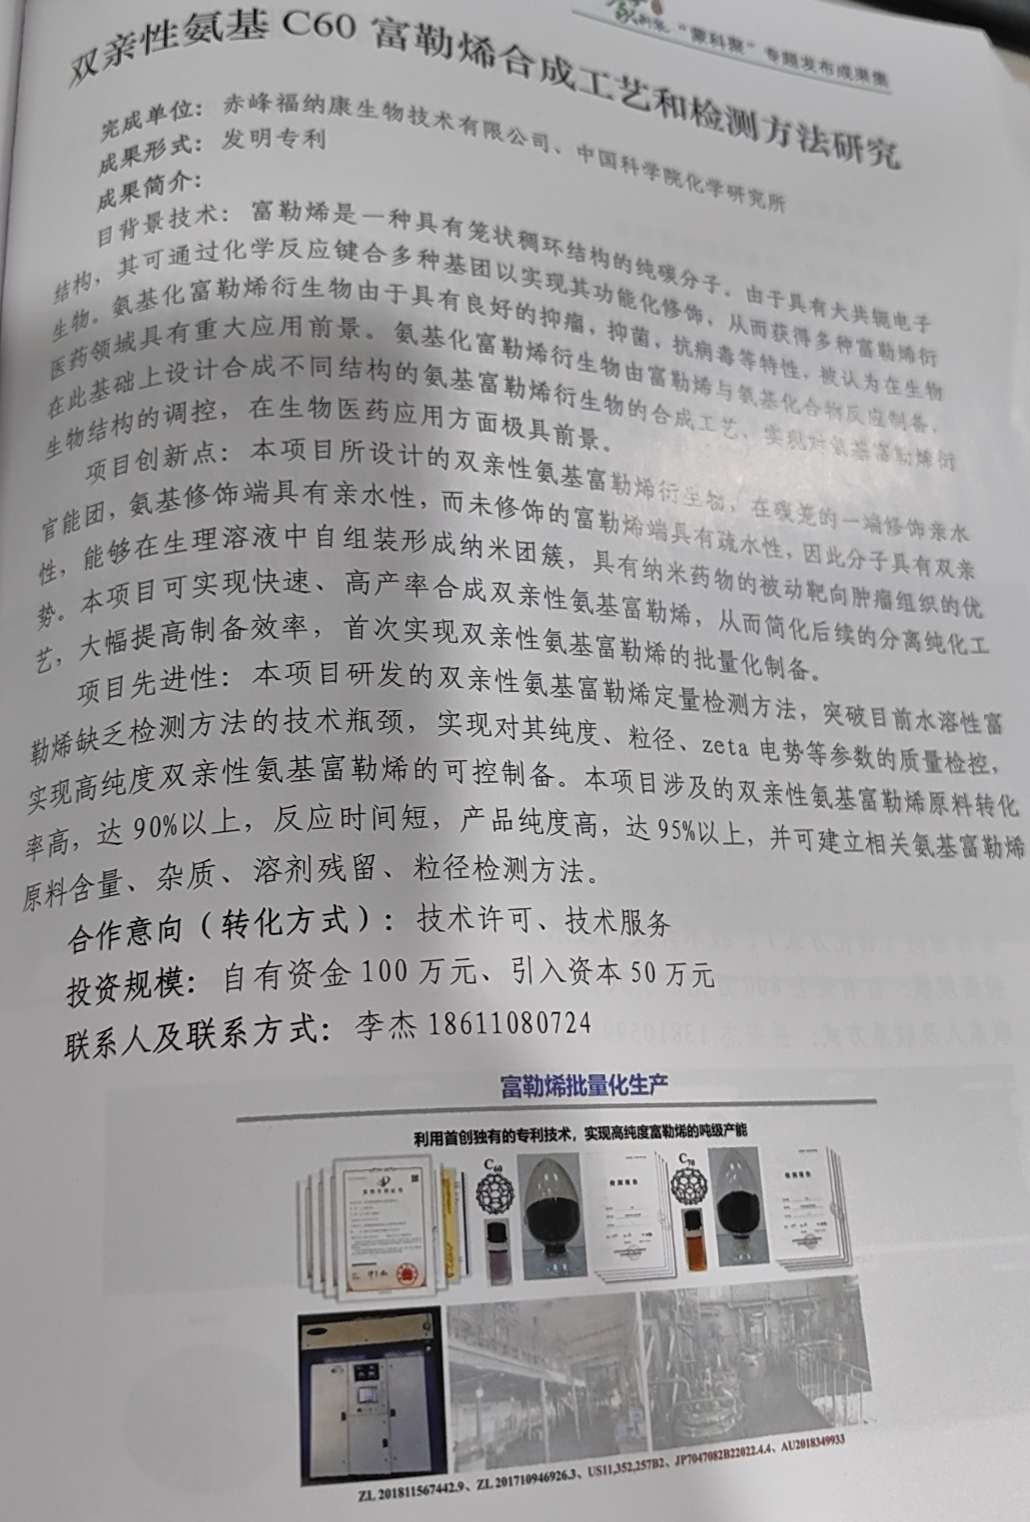 "蒙科聚"专题发布成果集
双亲性氨基C60富勒烯合成工艺和检测方法研究
完成单位：赤峰福纳康生物技术有限公司、中国科学院化学研究所
成果形式：发明专利
成果简介：
目背景技术：富勒烯是一种具有笼状稠环结构的纯碳分子。由于具有大共轭电子
结构，其可通过化学反应键合多种基团以实现其功能化修饰，从而获得多种富勒烯衍
生物。氨基化富勒烯衍生物由于具有良好的抑瘤，抑菌，抗病毒等特性，被认为在生物
医药领域具有重大应用前景。氨基化富勒烯衍生物由富勒烯与氨基化合物反应制备，
在此基础上设计合成不同结构的氨基富勒烯衍生物的合成工艺，实现对氨基富勒烯衍
生物结构的调控，在生物医药应用方面极具前景。
项目创新点：本项目所设计的双亲性氨基富勒烯衍生物，在碳笼的一端修饰亲水
官能团，氨基修饰端具有亲水性，而未修饰的富勒烯端具有疏水性，因此分子具有双亲
性，能够在生理溶液中自组装形成纳米团簇，具有纳米药物的被动靶向肿瘤组织的优
势。本项目可实现快速、高产率合成双亲性氨基富勒烯，从而简化后续的分离纯化工
艺，大幅提高制备效率，首次实现双亲性氨基富勒烯的批量化制备。
项目先进性：本项目研发的双亲性氨基富勒烯定量检测方法，突破目前水溶性富
勒烯缺乏检测方法的技术瓶颈，实现对其纯度、粒径、zeta电势等参数的质量检控，
实现高纯度双亲性氨基富勒烯的可控制备。本项目涉及的双亲性氨基富勒烯原料转化
率高，达90%以上，反应时间短，产品纯度高，达95%以上，并可建立相关氨基富勒烯
原料含量、杂质、溶剂残留、粒径检测方法。
合作意向（转化方式）：技术许可、技术服务
投资规模：自有资金100万元、引入资本50万元
联系人及联系方式：李杰 18611080724
富勒烯批量化生产
利用首创独有的专利技术，实现高纯度富勒烯的吨级产能
C60
C70
ZL 201811567442.9、ZL 201710946926.3、US11,352,257B2、JP7047082B22022.4.4、AU2018349933